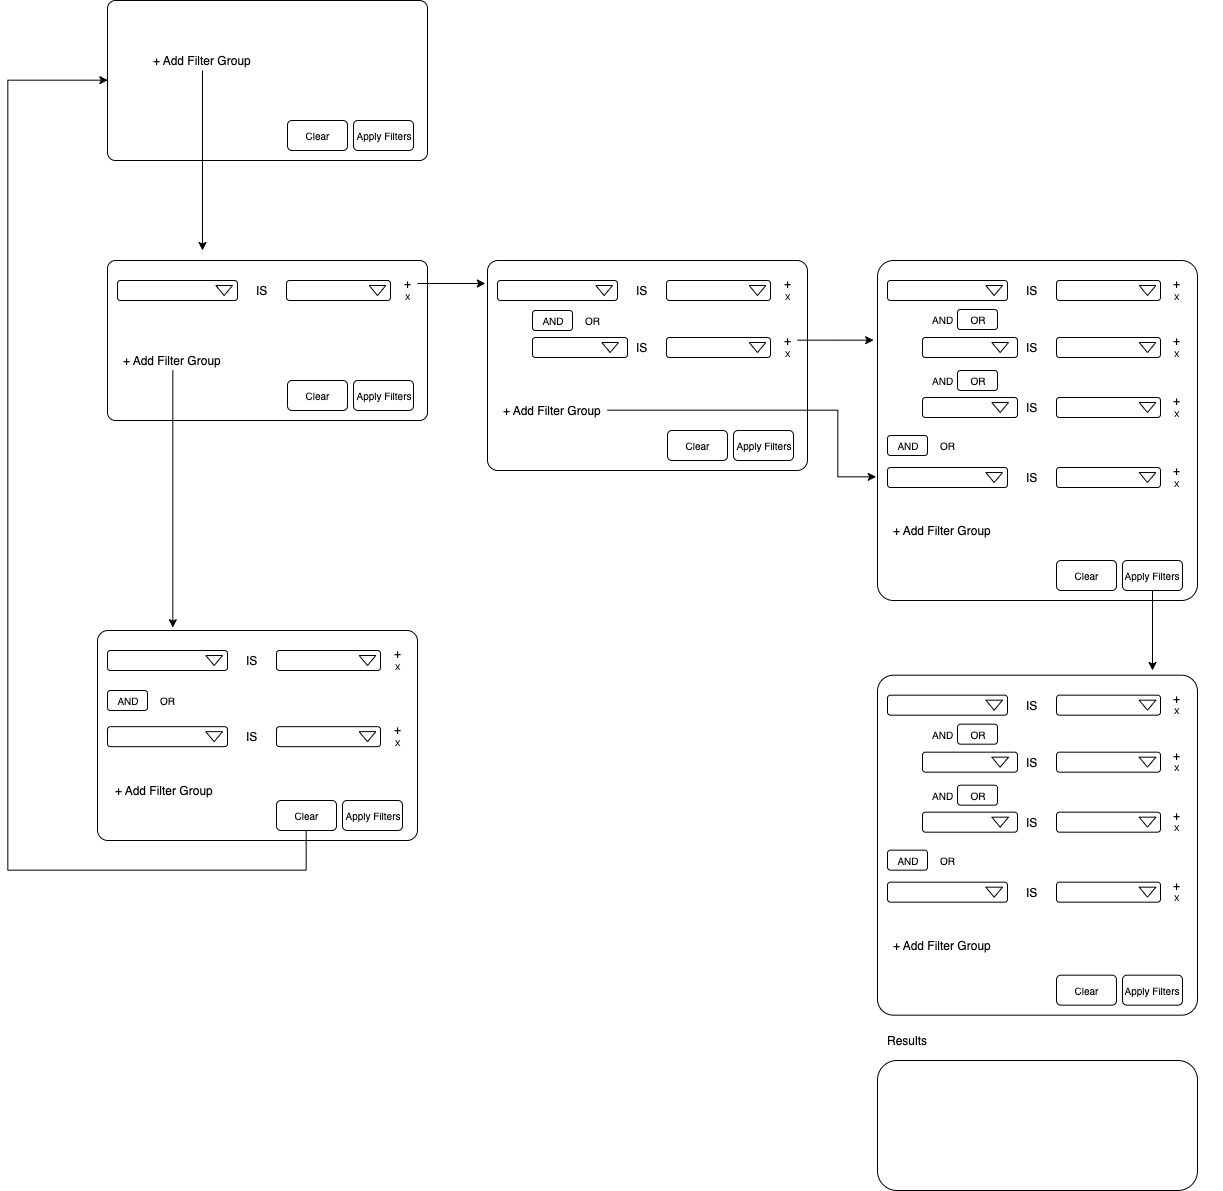 + Add Filter Group
Clear Apply Filters
IS + x
+ Add Filter Group
Clear Apply Filters
IS + x
AND OR
IS + x
+ Add Filter Group
Clear Apply Filters
IS + x
AND OR
IS + x
AND OR
IS + x
AND OR
IS + x
+ Add Filter Group
Clear Apply Filters
IS + x
AND OR
IS + x
+ Add Filter Group
Clear Apply Filters
IS + x
AND OR
IS + x
AND OR
IS + x
AND OR
IS + x
+ Add Filter Group
Clear Apply Filters
Results